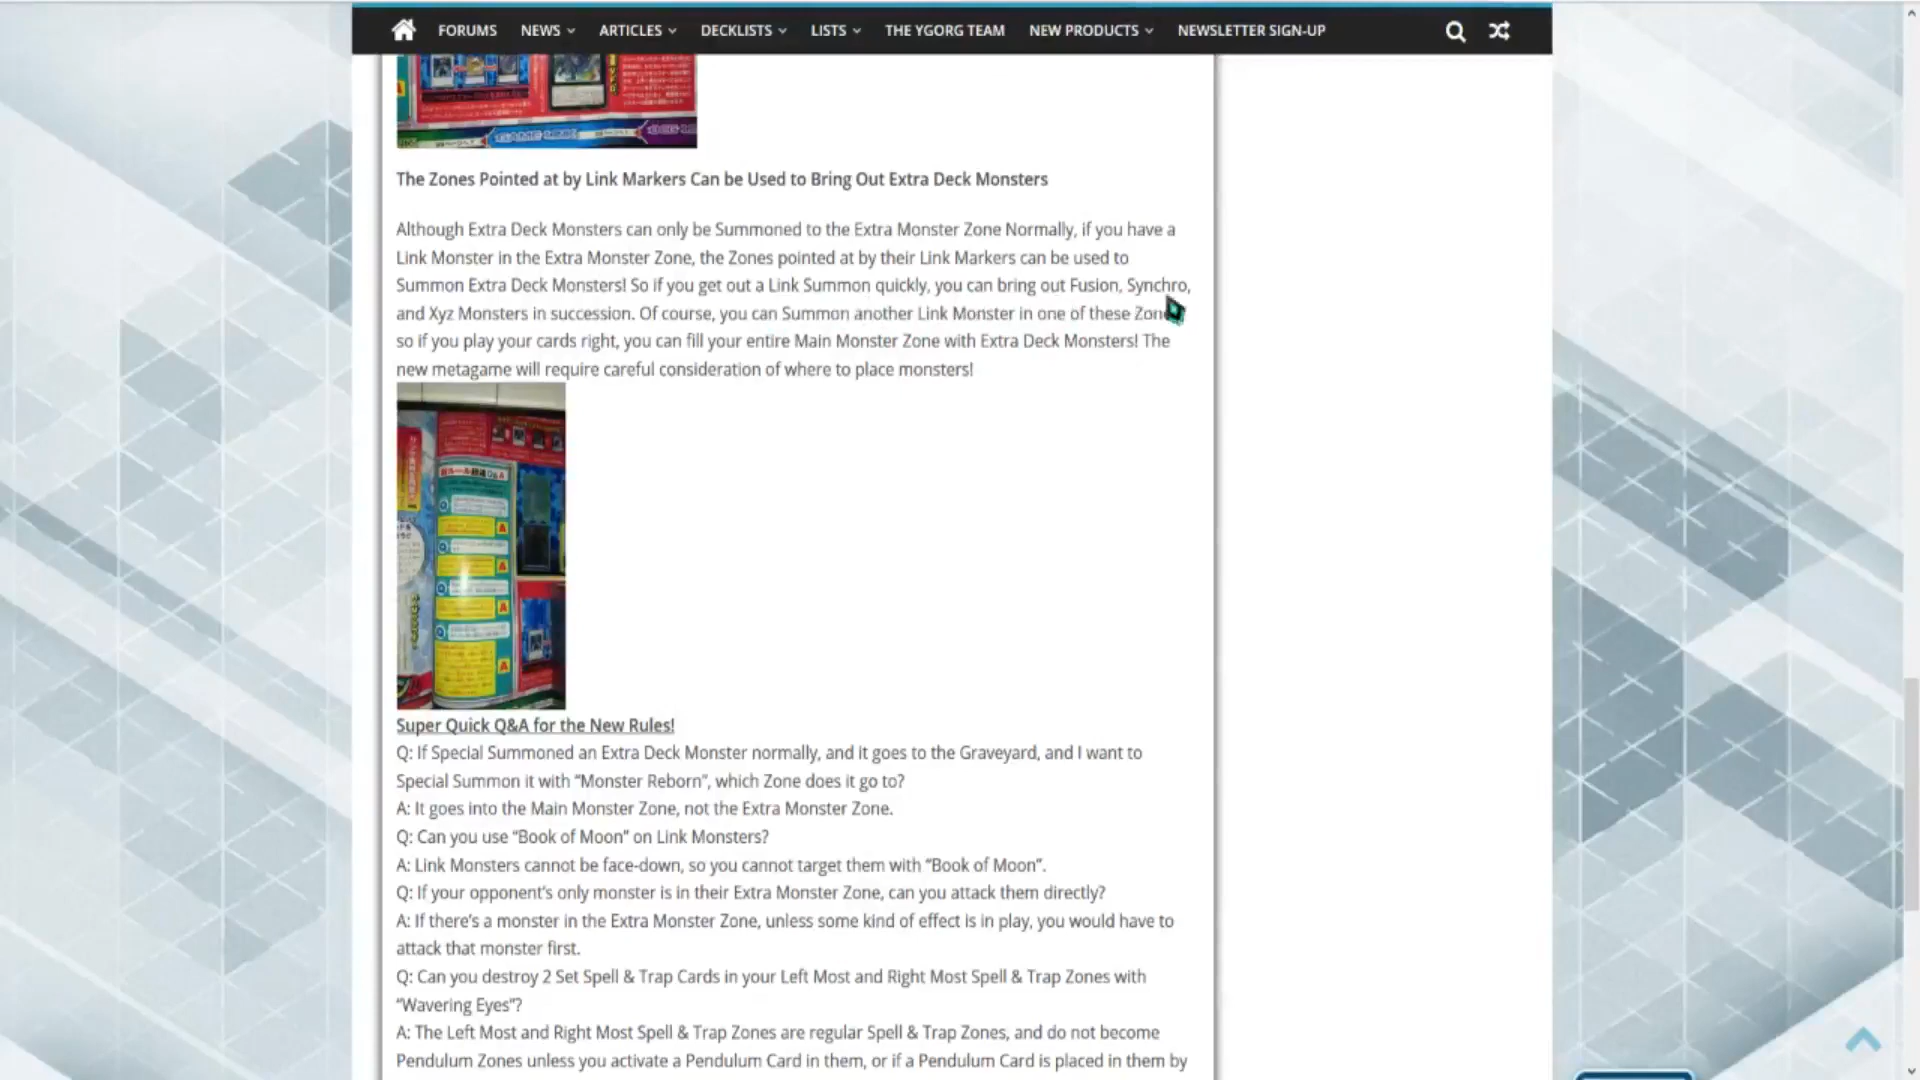 FORUMS NEWS ARTICLES DECKLISTS LISTS THE YGORG TEAM NEW PRODUCTS NEWSLETTER SIGN-UP
The Zones Pointed at by Link Markers Can be Used to Bring Out Extra Deck Monsters
Although Extra Deck Monsters can only be Summoned to the Extra Monster Zone Normally, if you have a
Link Monster in the Extra Monster Zone, the Zones pointed at by their Link Markers can be used to
Summon Extra Deck Monsters! So if you get out a Link Summon quickly, you can bring out Fusion, Synchro,
and Xyz Monsters in succession. Of course, you can Summon another Link Monster in one of these
so if you play your cards right, you can fill your entire Main Monster Zone with Extra Deck Monsters! The
new metagame will require careful consideration of where to place monsters!
Super Quick Q&A for the New Rules!
Q: If Special Summoned an Extra Deck Monster normally, and it goes to the Graveyard, and I want to
Special Summon it with “Monster Reborn”, which Zone does it go to?
A: It goes into the Main Monster Zone, not the Extra Monster Zone.
Q: Can you use “Book of Moon” on Link Monsters?
A: Link Monsters cannot be face-down, so you cannot target them with “Book of Moon”.
Q: If your opponent’s only monster is in their Extra Monster Zone, can you attack them directly?
A: If there’s a monster in the Extra Monster Zone, unless some kind of effect is in play, you would have to
attack that monster first.
Q: Can you destroy 2 Set Spell & Trap Cards in your Left Most and Right Most Spell & Trap Zones with
“Wavering Eyes”?
A: The Left Most and Right Most Spell & Trap Zones are regular Spell & Trap Zones, and do not become
Pendulum Zones unless you activate a Pendulum Card in them, or if a Pendulum Card is placed in them by